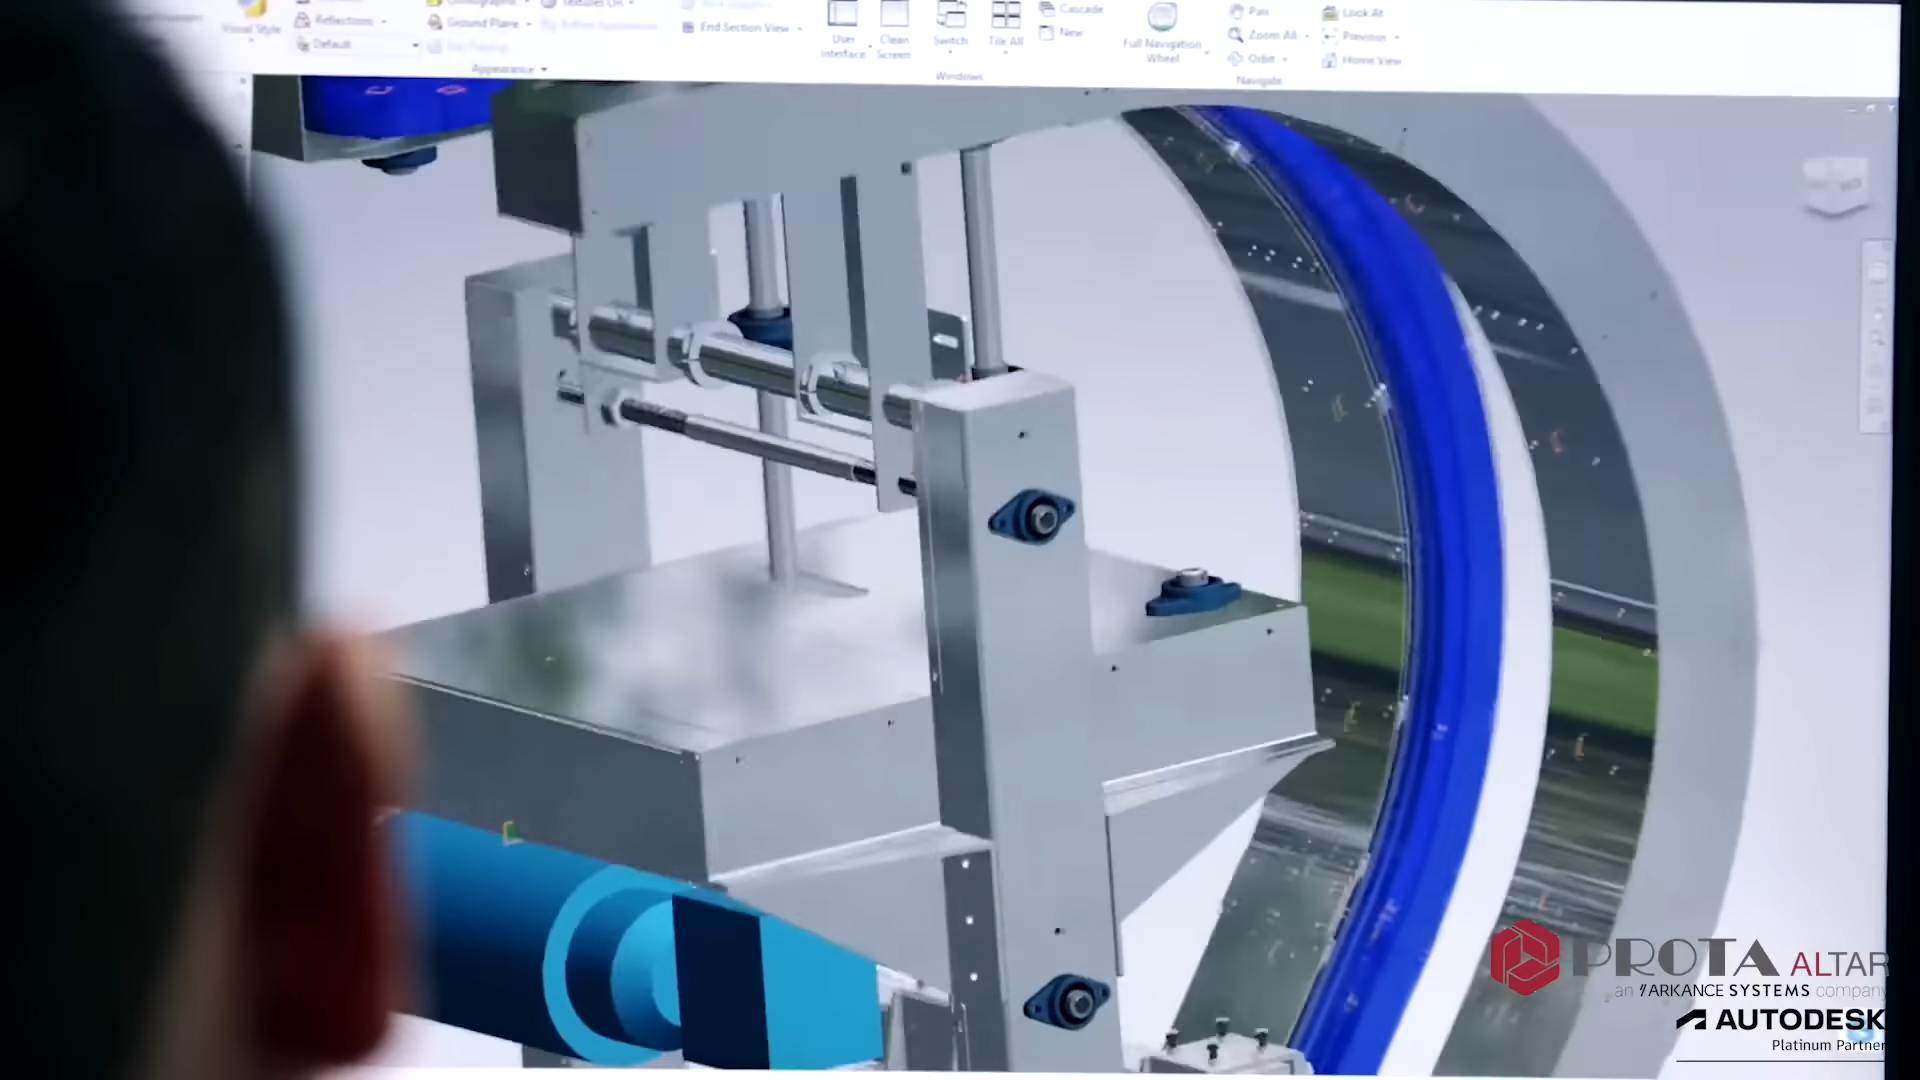 Visual Style
Reflections
Default
Ground Plane
Textures On
Appearance
End Section View
User
Interface
Clean
Screen
Switch
Tile All
Cascade
New
Windows
Full Navigation
Wheel
Pan
Zoom All
Orbit
Look At
Previous
Home View
Navigate
PROTA ALTAR
an ARKANCE SYSTEMS company
AUTODESK
Platinum Partner